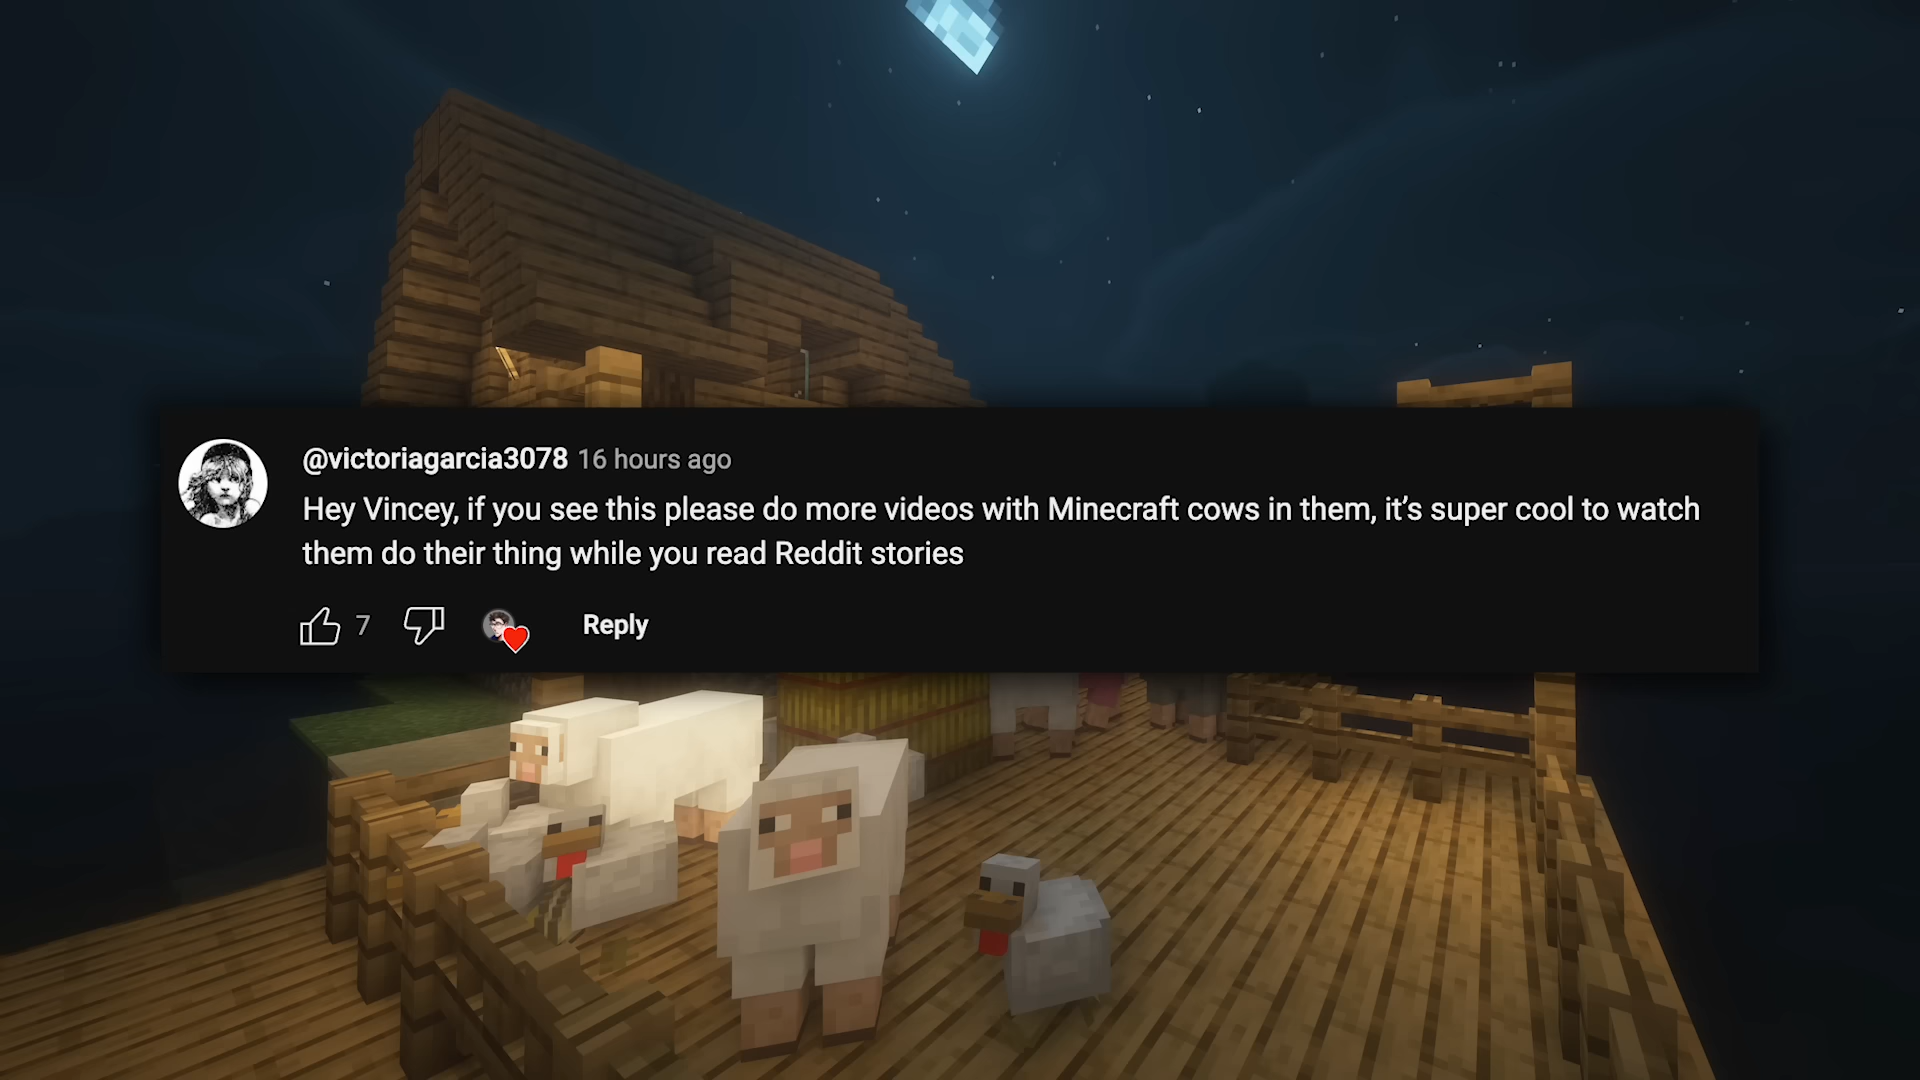 @victoriagarcia3078 16 hours ago
Hey Vincey, if you see this please do more videos with Minecraft cows in them, it’s super cool to watch
them do their thing while you read Reddit stories
7 Reply